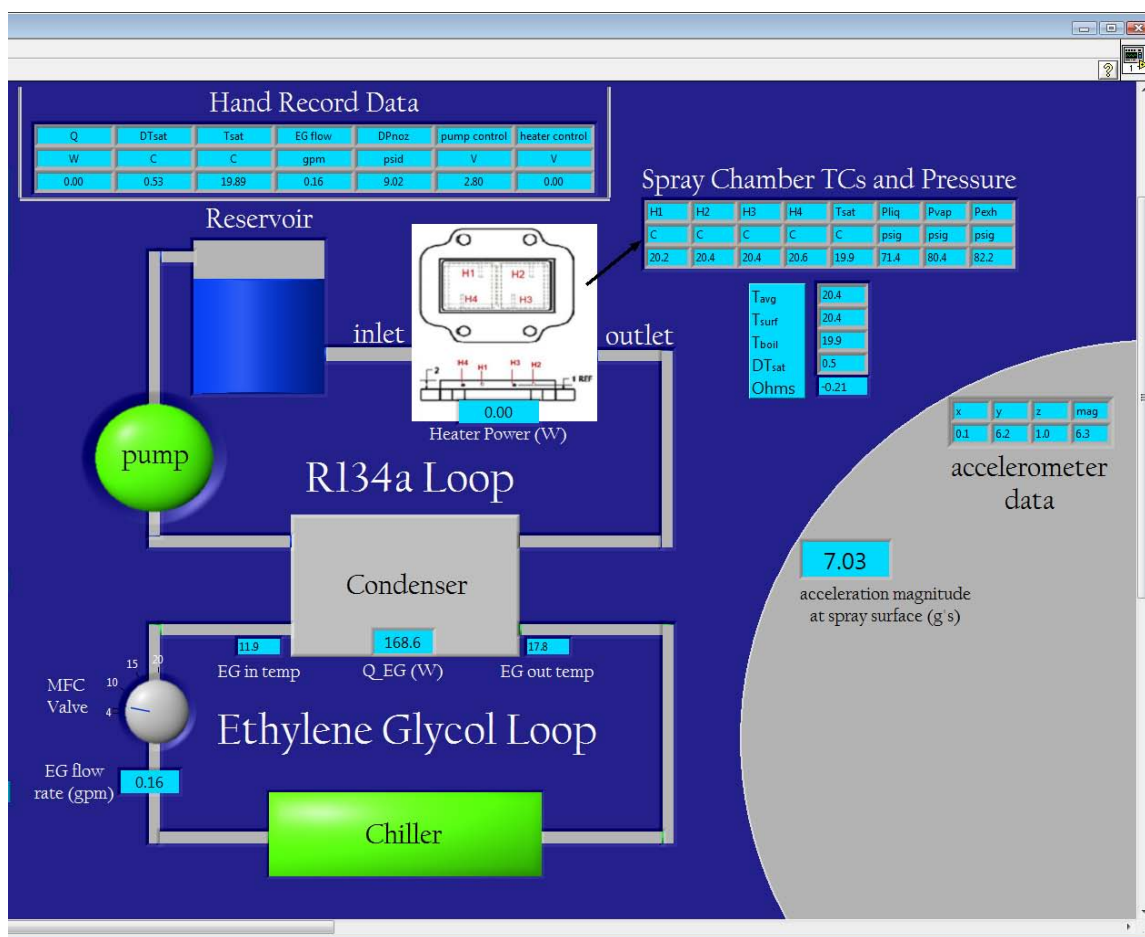 1
Hand Record Data
Q DTsat Tsat EG flow DPnoz pump control heater control
W C C gpm psid V V
0.00 0.53 19.89 0.16 9.02 2.80 0.00
Spray Chamber TCs and Pressure
H1 H2 H3 H4 Tsat Pliq Pvap Pexh
C C C C C psig psig psig
20.2 20.4 20.4 20.6 19.9 71.4 80.4 82.2
Reservoir
H1 H2
H4 H3
inlet
outlet
H4 H1 H3 H2
2
1 REF
0.00
Heater Power (W)
Tavg 20.4
Tsurf 20.4
Tboil 19.9
DTsat 0.5
Ohms -0.21
x y z mag
0.1 6.2 1.0 6.3
accelerometer
data
pump
R134a Loop
Condenser
7.03
acceleration magnitude
at spray surface (g's)
11.9 168.6 17.8
EG in temp Q_EG (W) EG out temp
MFC
Valve
4 10 15 20
Ethylene Glycol Loop
EG flow
rate (gpm)
0.16
Chiller